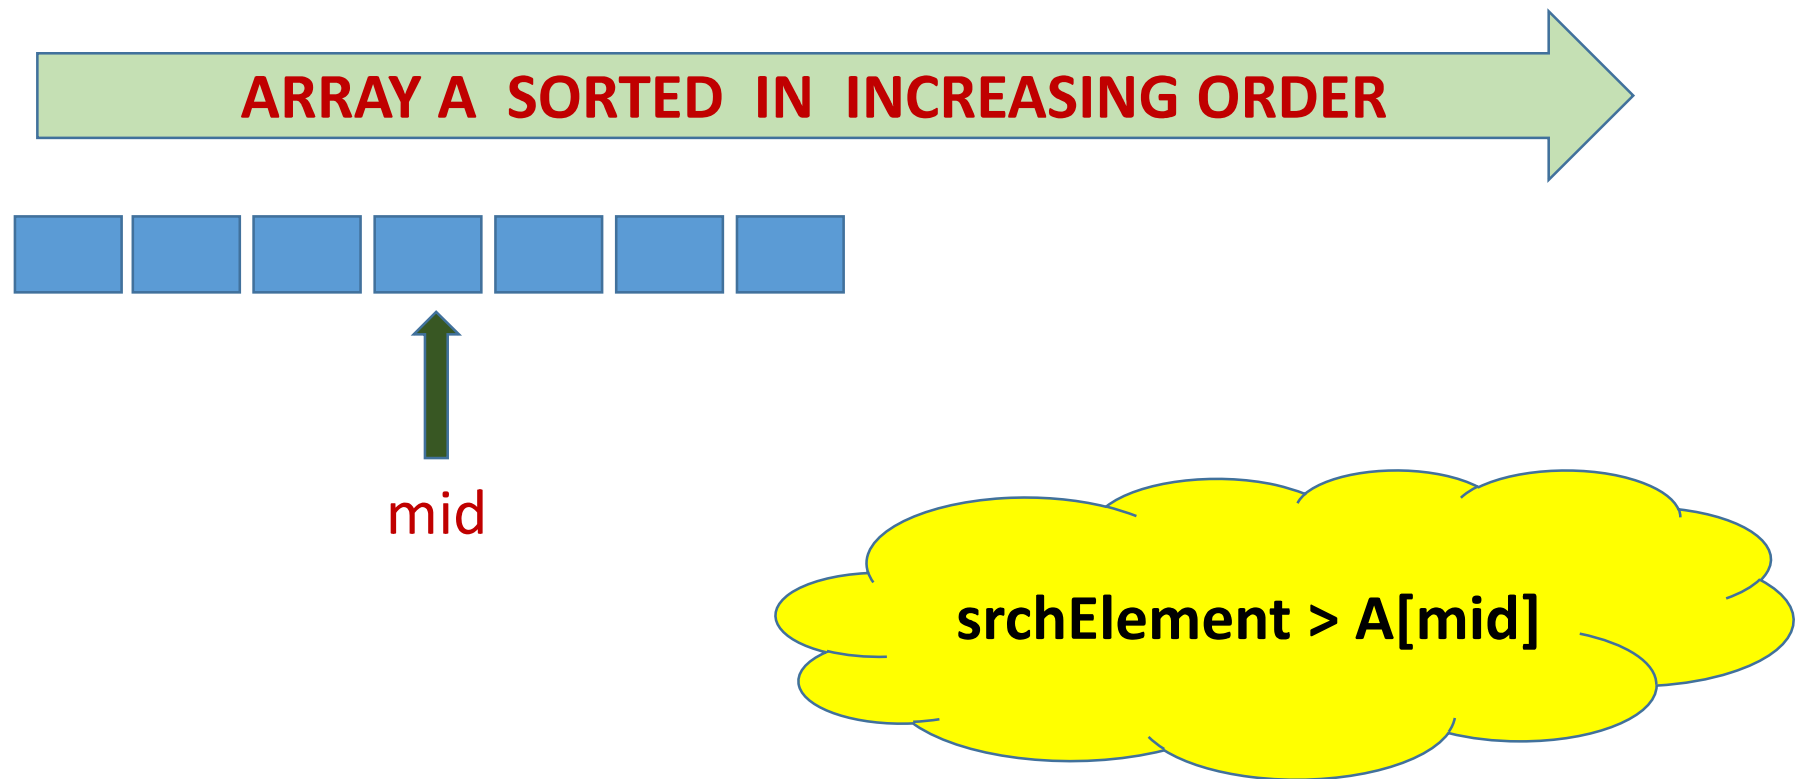 ARRAY A SORTED IN INCREASING ORDER
mid
srchElement > A[mid]